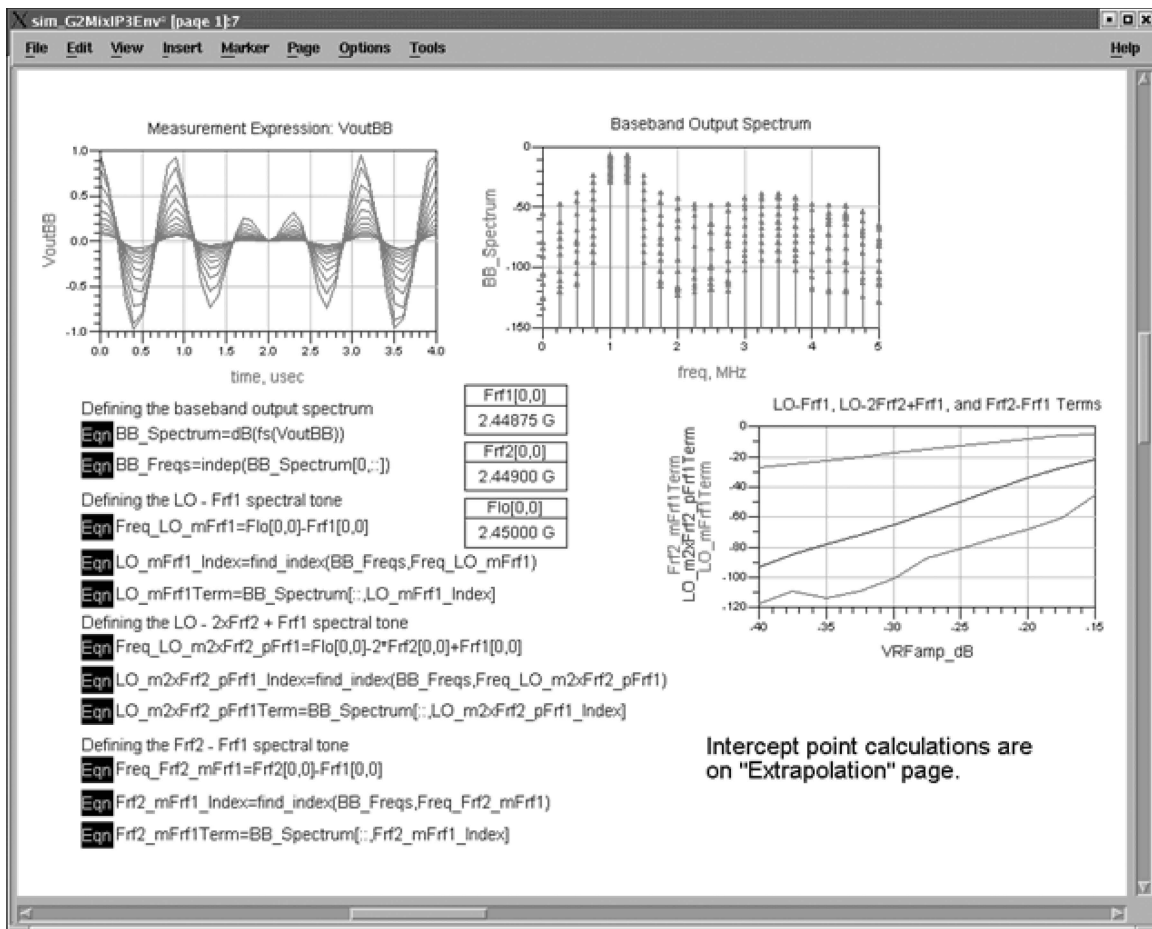 sim_G2MixIP3Env* [page 1]:7
File Edit View Insert Marker Page Options Tools Help
Measurement Expression: VoutBB
1.0
0.5
0.0
-0.5
-1.0
VoutBB
0.0 0.5 1.0 1.5 2.0 2.5 3.0 3.5 4.0
time, usec
Baseband Output Spectrum
0
-50
-100
-150
BB_Spectrum
0 1 2 3 4 5
freq, MHz
Defining the baseband output spectrum
Eqn BB_Spectrum=dB(fs(VoutBB))
Eqn BB_Freqs=indep(BB_Spectrum[0,::])
Defining the LO - Frf1 spectral tone
Eqn Freq_LO_mFrf1=Flo[0,0]-Frf1[0,0]
Eqn LO_mFrf1_Index=find_index(BB_Freqs,Freq_LO_mFrf1)
Eqn LO_mFrf1Term=BB_Spectrum[::,LO_mFrf1_Index]
Defining the LO - 2xFrf2 + Frf1 spectral tone
Eqn Freq_LO_m2xFrf2_pFrf1=Flo[0,0]-2*Frf2[0,0]+Frf1[0,0]
Eqn LO_m2xFrf2_pFrf1_Index=find_index(BB_Freqs,Freq_LO_m2xFrf2_pFrf1)
Eqn LO_m2xFrf2_pFrf1Term=BB_Spectrum[::,LO_m2xFrf2_pFrf1_Index]
Defining the Frf2 - Frf1 spectral tone
Eqn Freq_Frf2_mFrf1=Frf2[0,0]-Frf1[0,0]
Eqn Frf2_mFrf1_Index=find_index(BB_Freqs,Freq_Frf2_mFrf1)
Eqn Frf2_mFrf1Term=BB_Spectrum[::,Frf2_mFrf1_Index]
Frf1[0,0]
2.44875 G
Frf2[0,0]
2.44900 G
Flo[0,0]
2.45000 G
LO-Frf1, LO-2Frf2+Frf1, and Frf2-Frf1 Terms
0
-20
-40
-60
-80
-100
-120
Frf2_mFrf1Term
LO_m2xFrf2_pFrf1Term
LO_mFrf1Term
-40 -35 -30 -25 -20 -15
VRFamp_dB
Intercept point calculations are
on "Extrapolation" page.